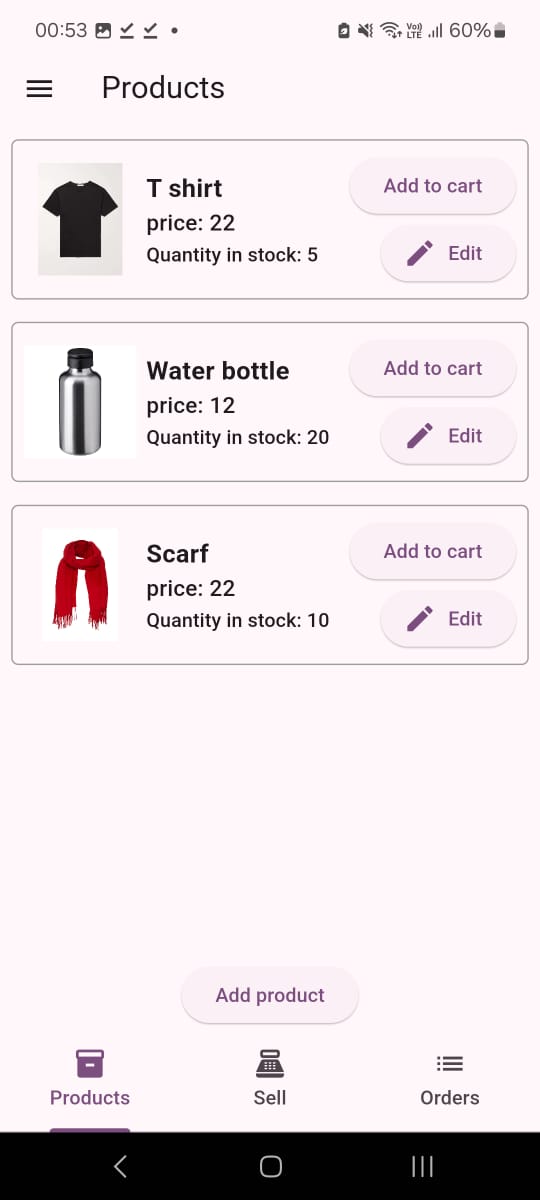 00:53
Vo) LTE
60%
Products
T shirt
price: 22
Quantity in stock: 5
Add to cart
Edit
Water bottle
price: 12
Quantity in stock: 20
Add to cart
Edit
Scarf
price: 22
Quantity in stock: 10
Add to cart
Edit
Add product
Products
Sell
Orders